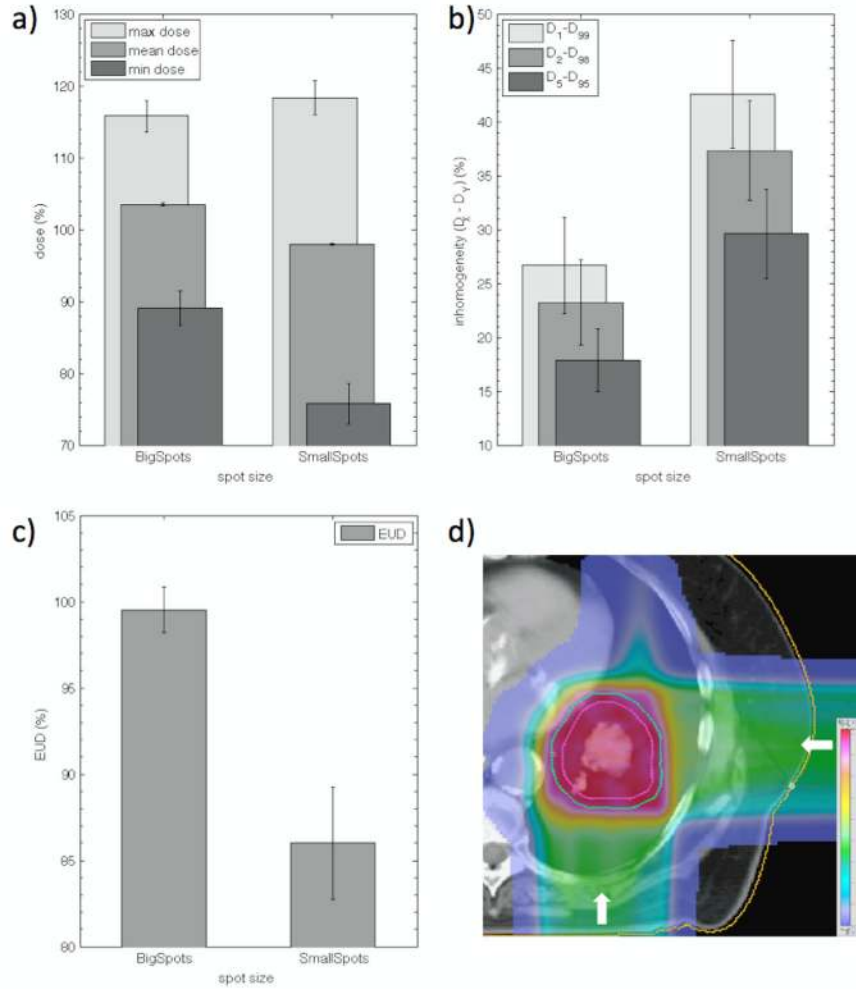 a)
130
120
110
100
90
80
70
dose (%)
max dose
mean dose
min dose
BigSpots
SmallSpots
spot size
b)
50
45
40
35
30
25
20
15
10
inhomogeneity (Dx - Dy) (%)
D1-D99
D2-D98
D5-D95
BigSpots
SmallSpots
spot size
c)
105
100
95
90
85
80
EUD (%)
EUD
BigSpots
SmallSpots
spot size
d)